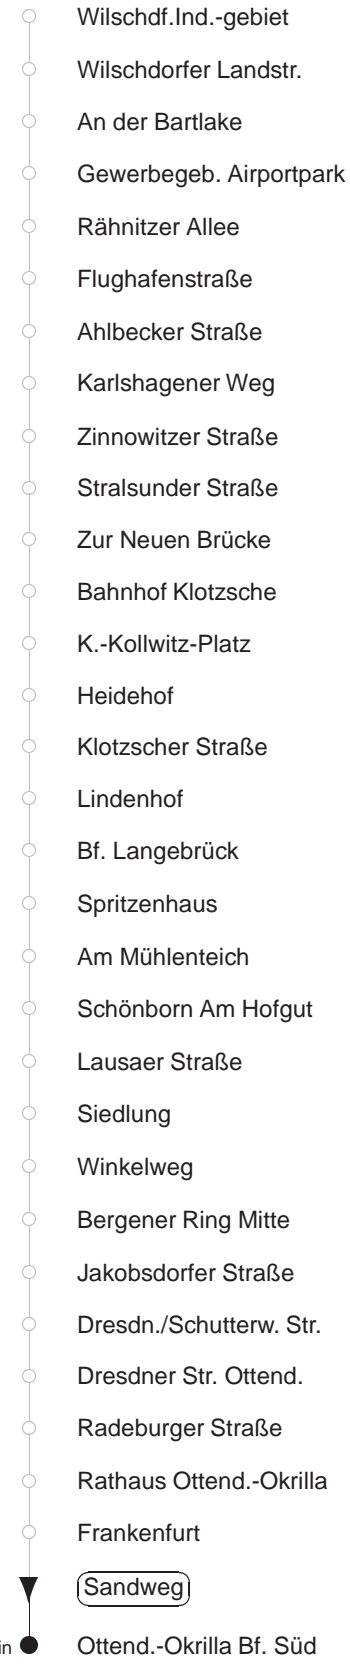 Wilschdf.Ind.-gebiet
Wilschdorfer Landstr.
An der Bartlake
Gewerbegeb. Airportpark
Rähnitzer Allee
Flughafenstraße
Ahlbecker Straße
Karlshagener Weg
Zinnowitzer Straße
Stralsunder Straße
Zur Neuen Brücke
Bahnhof Klotzsche
K.-Kollwitz-Platz
Heidehof
Klotzscher Straße
Lindenhof
Bf. Langebrück
Spritzenhaus
Am Mühlenteich
Schönborn Am Hofgut
Lausaer Straße
Siedlung
Winkelweg
Bergener Ring Mitte
Jakobsdorfer Straße
Dresdn./Schutterw. Str.
Dresdner Str. Ottend.
Radeburger Straße
Rathaus Ottend.-Okrilla
Frankenfurt
Sandweg
Ottend.-Okrilla Bf. Süd